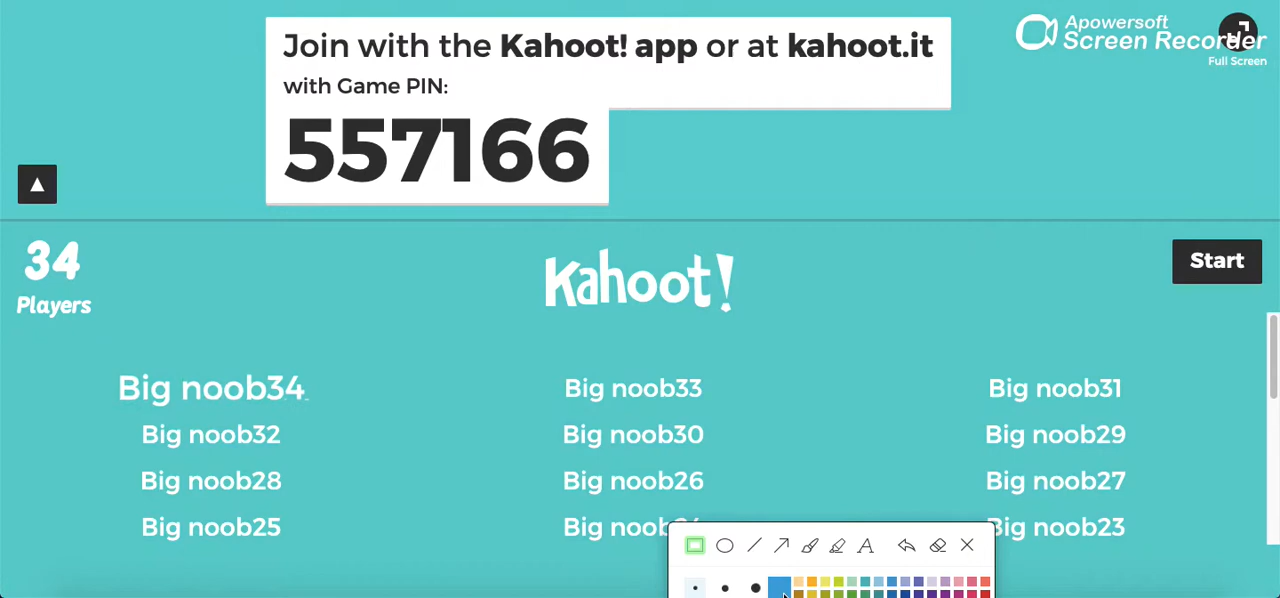 Join with the Kahoot! app or at kahoot.it
with Game PIN:
557166
Apowersoft
Screen Recorder
Full Screen
34
Players
Kahoot!
Start
Big noob34
Big noob33
Big noob31
Big noob32
Big noob30
Big noob29
Big noob28
Big noob26
Big noob27
Big noob25
Big
Big noob23
A